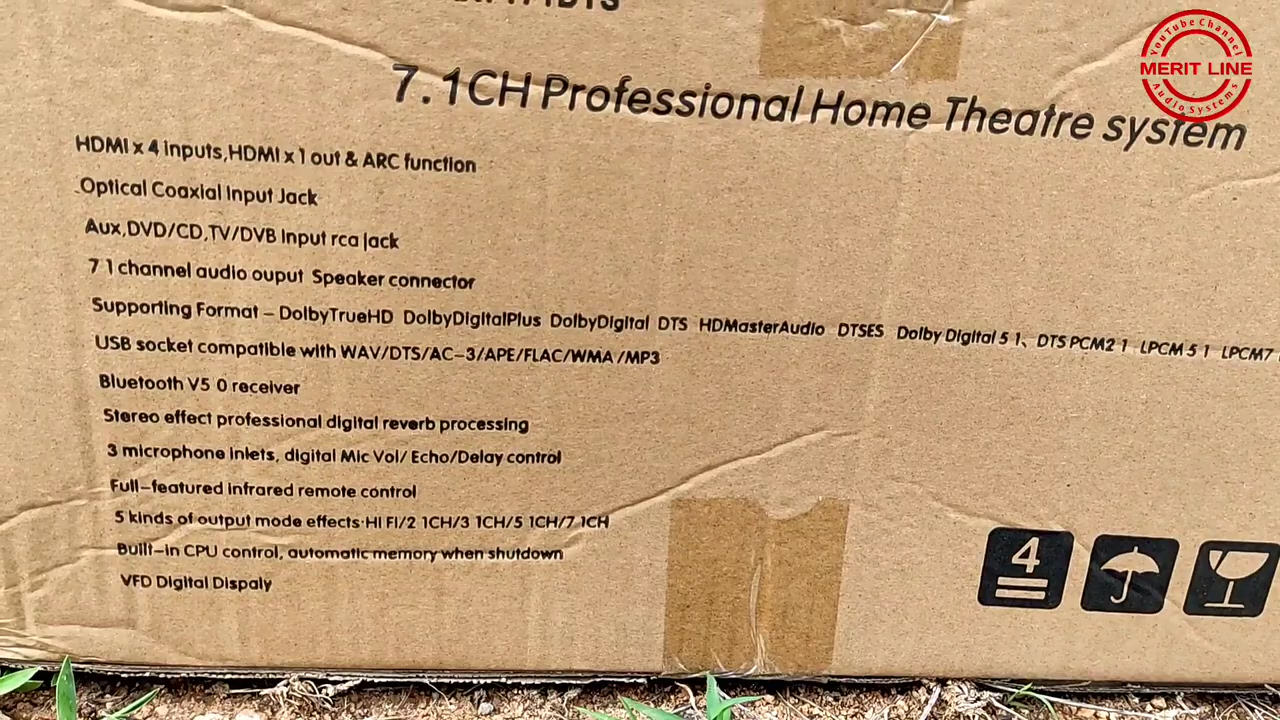 7.1CH Professional Home Theatre system
HDMI x 4 inputs,HDMI x 1 out & ARC function
Optical Coaxial Input Jack
Aux,DVD/CD,TV/DVB Input rca jack
7 1 channel audio ouput Speaker connector
Supporting Format – DolbyTrueHD DolbyDigitalPlus DolbyDigital DTS HDMasterAudio DTSES Dolby Digital 5 1、DTS PCM2 1 LPCM 5 1 LPCM7
USB socket compatible with WAV/DTS/AC-3/APE/FLAC/WMA /MP3
Bluetooth V5 0 receiver
Stereo effect professional digital reverb processing
3 microphone inlets, digital Mic Vol/ Echo/Delay control
Full-featured infrared remote control
5 kinds of output mode effects·HI FI/2 1CH/3 1CH/5 1CH/7 1CH
Built-in CPU control, automatic memory when shutdown
VFD Digital Dispaly
4
YouTube Channel
MERIT LINE
Audio Systems